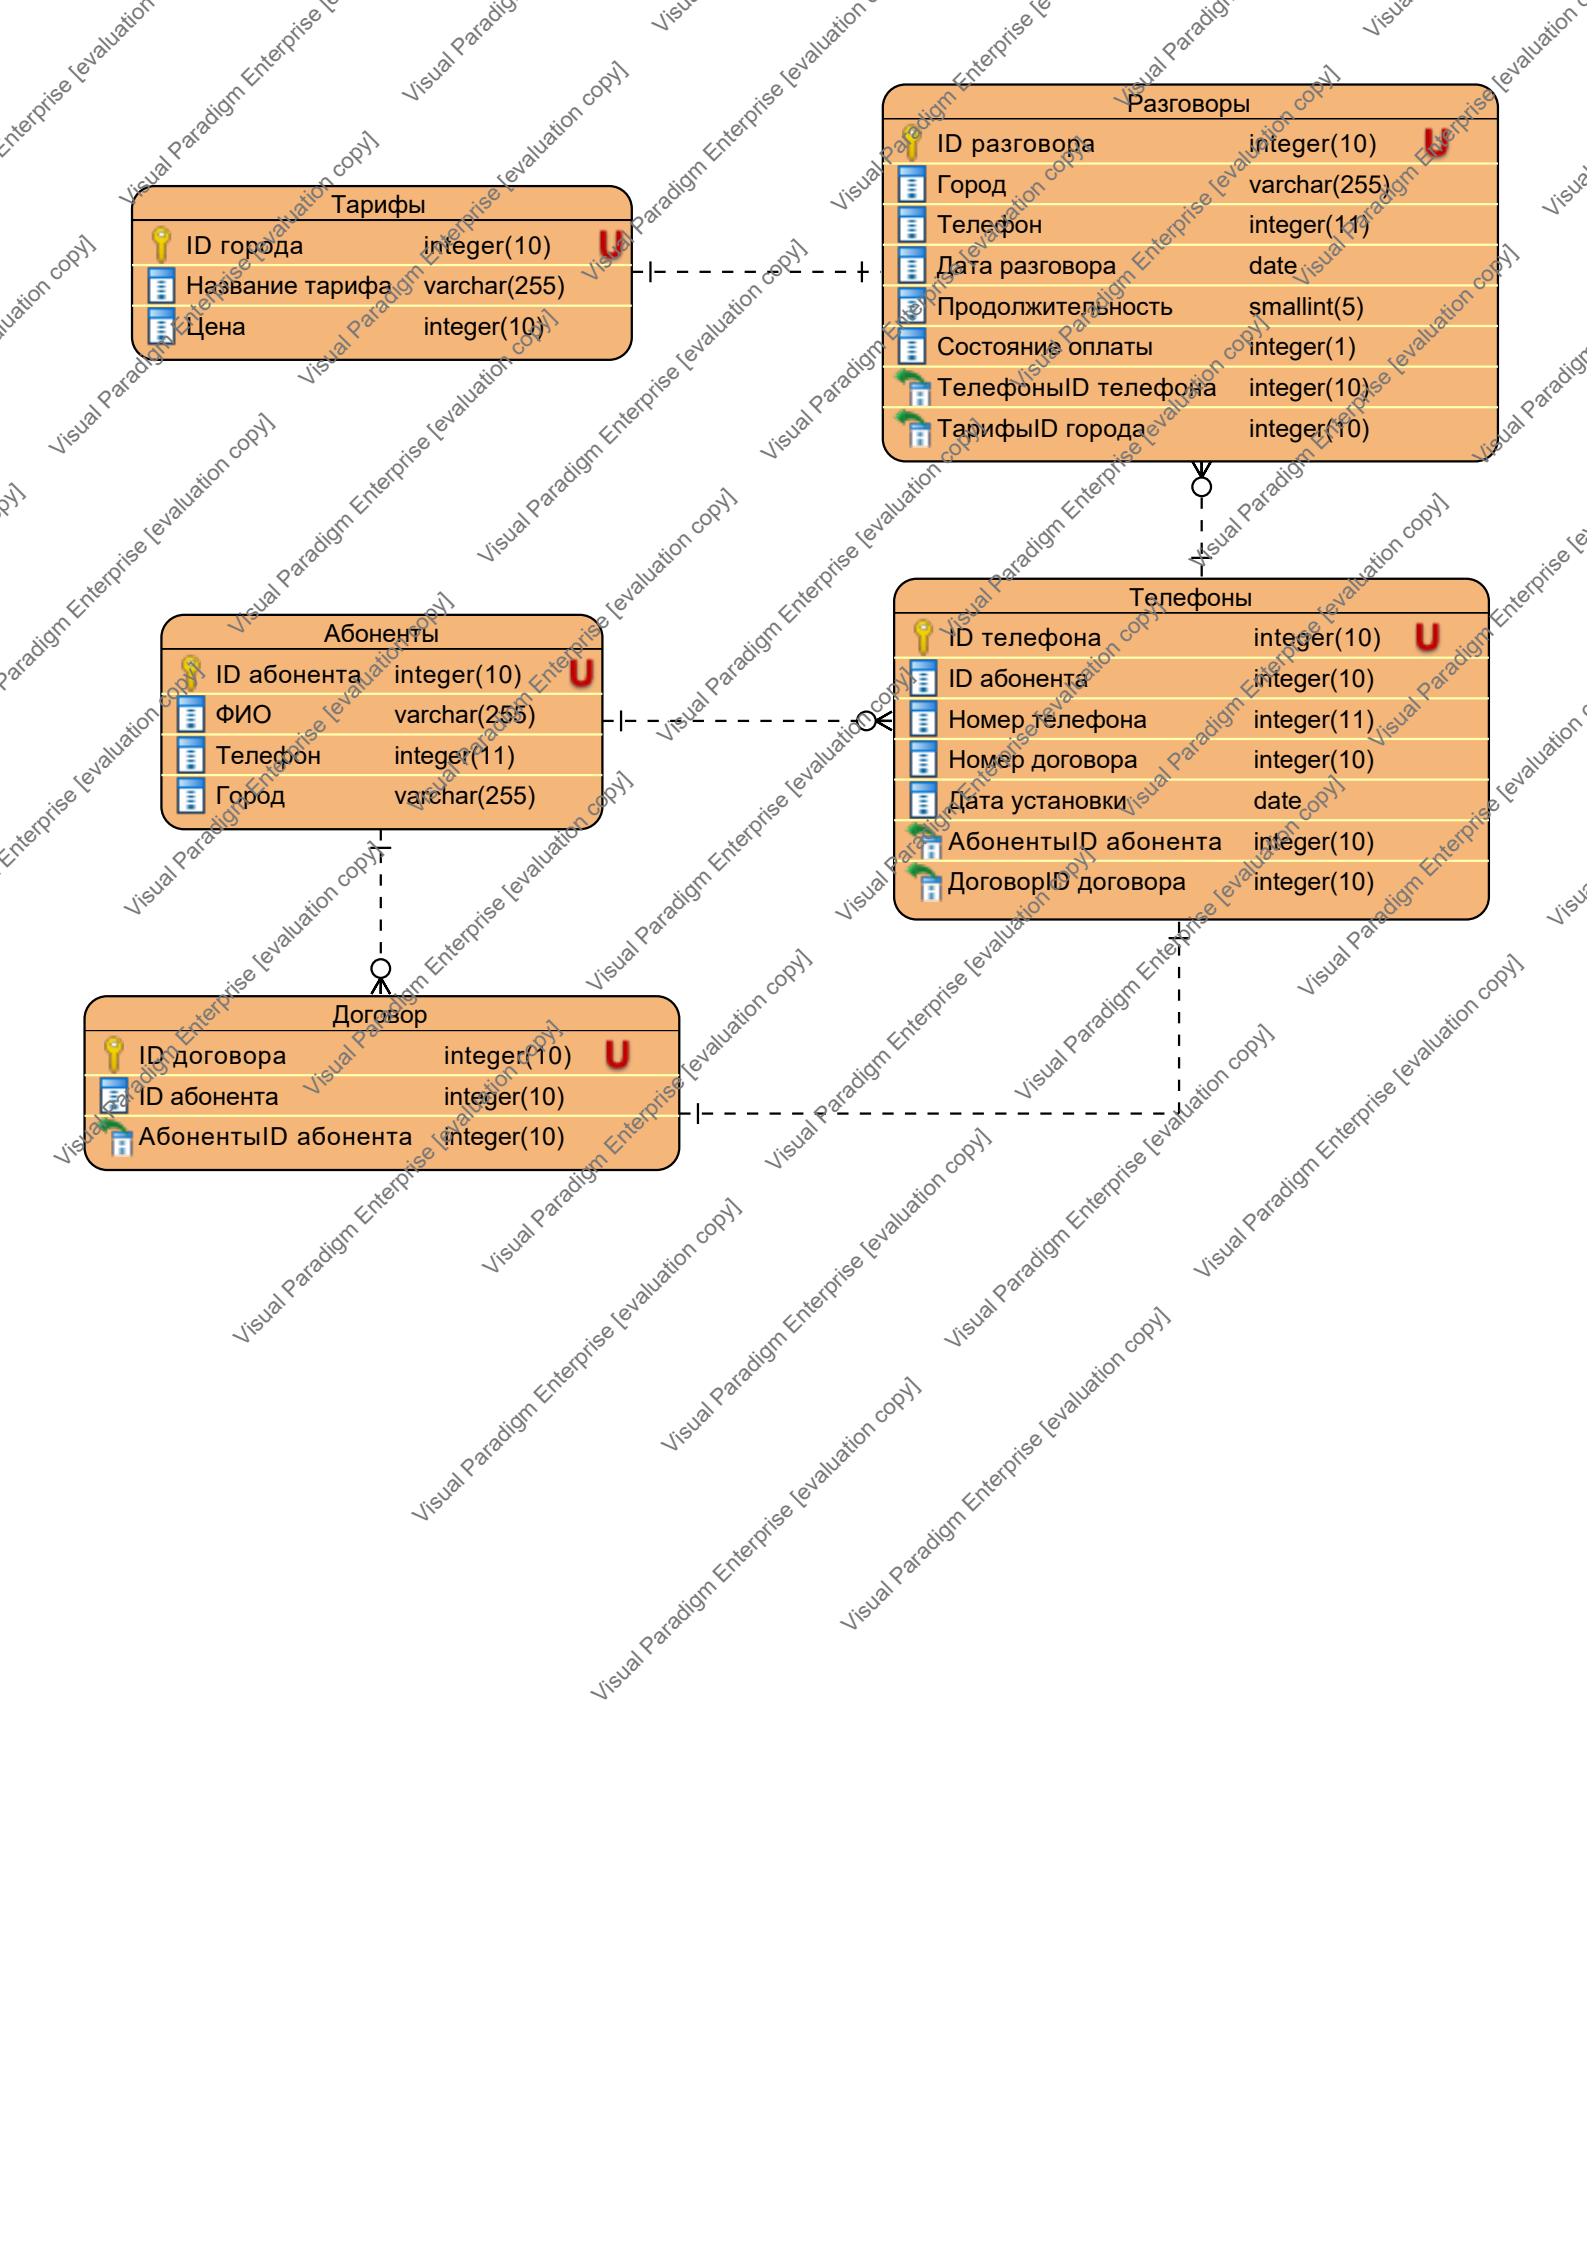 Разговоры
ID разговора integer(10) U
Город varchar(255)
Телефон integer(11)
Дата разговора date
Продолжительность smallint(5)
Состояние оплаты integer(1)
ТелефоныID телефона integer(10)
ТарифыID города integer(10)
Тарифы
ID города integer(10) U
Название тарифа varchar(255)
Цена integer(10)
Абоненты
ID абонента integer(10) U
ФИО varchar(255)
Телефон integer(11)
Город varchar(255)
Телефоны
ID телефона integer(10) U
ID абонента integer(10)
Номер телефона integer(11)
Номер договора integer(10)
Дата установки date
АбонентыID абонента integer(10)
ДоговорID договора integer(10)
Договор
ID договора integer(10) U
ID абонента integer(10)
АбонентыID абонента integer(10)
Visual Paradigm Enterprise [evaluation copy]